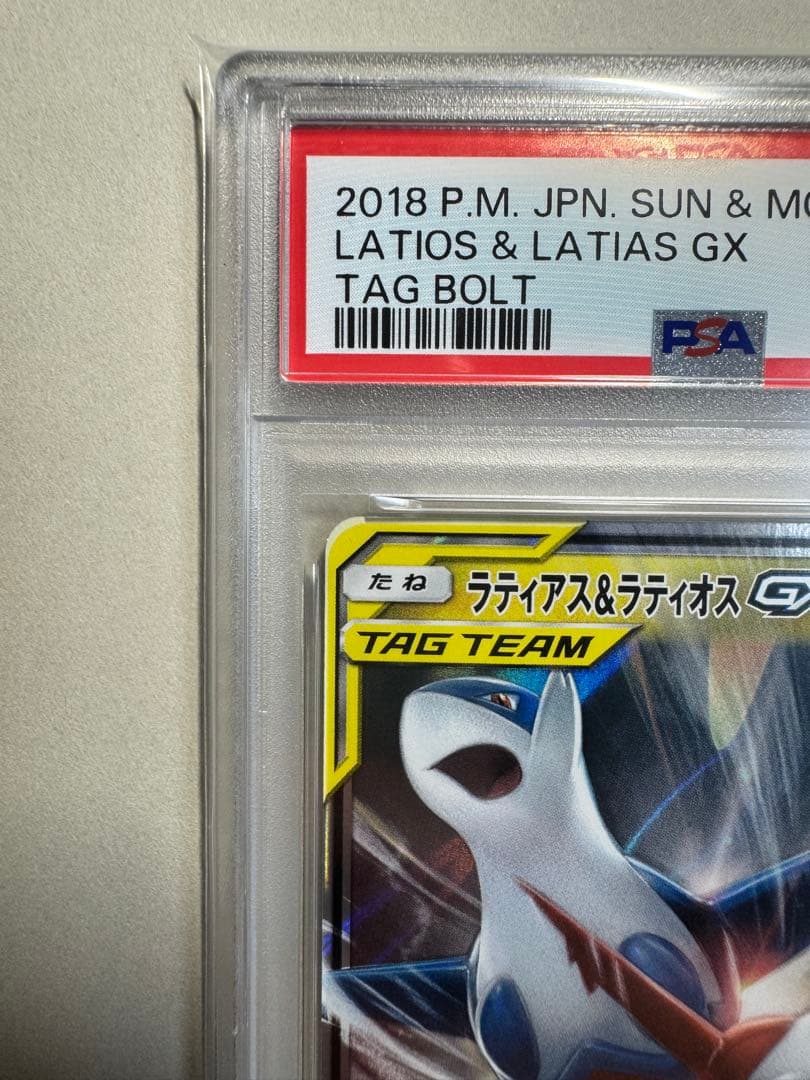 2018 P.M. JPN. SUN & MO
LATIOS & LATIAS GX
TAG BOLT
PSA
たね ラティアス&ラティオス GX
TAG TEAM